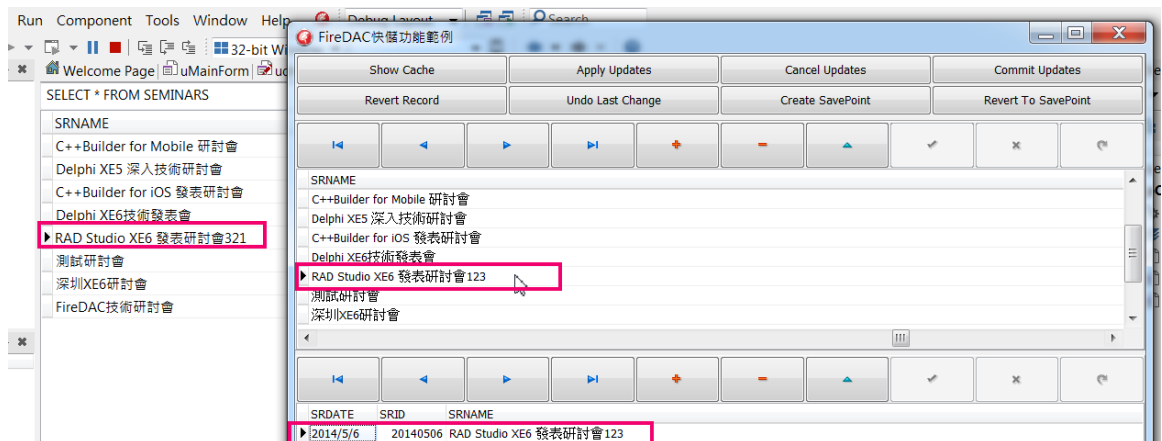 Run Component Tools Window Help
Debug Layout
Search
32-bit Wi
Welcome Page uMainForm
SELECT * FROM SEMINARS
SRNAME
C++Builder for Mobile 研討會
Delphi XE5 深入技術研討會
C++Builder for iOS 發表研討會
Delphi XE6技術發表會
RAD Studio XE6 發表研討會321
測試研討會
深圳XE6研討會
FireDAC技術研討會
FireDAC快儲功能範例
Show Cache Apply Updates Cancel Updates Commit Updates
Revert Record Undo Last Change Create SavePoint Revert To SavePoint
SRNAME
C++Builder for Mobile 研討會
Delphi XE5 深入技術研討會
C++Builder for iOS 發表研討會
Delphi XE6技術發表會
RAD Studio XE6 發表研討會123
測試研討會
深圳XE6研討會
SRDATE SRID SRNAME
2014/5/6 20140506 RAD Studio XE6 發表研討會123